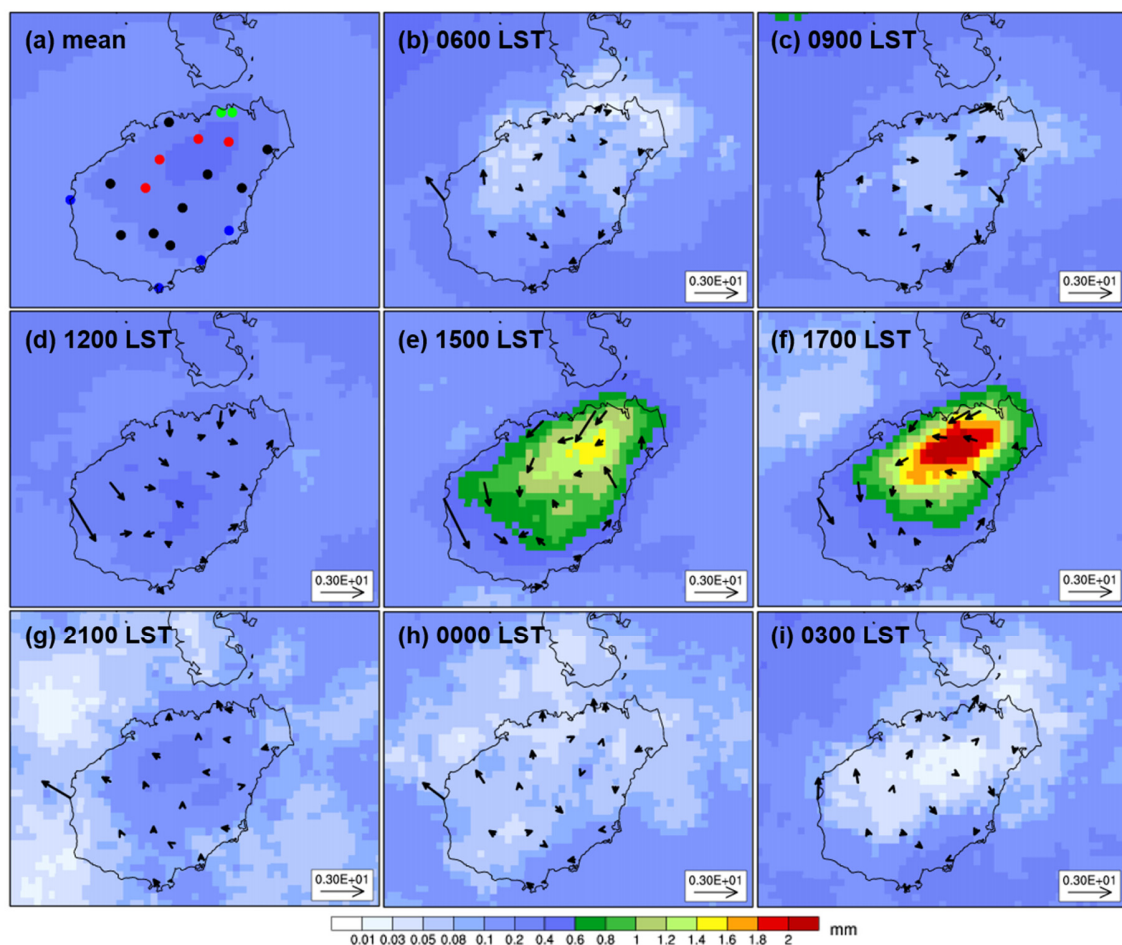 (a) mean
(b) 0600 LST
(c) 0900 LST
0.30E+01
0.30E+01
(d) 1200 LST
(e) 1500 LST
(f) 1700 LST
0.30E+01
0.30E+01
0.30E+01
(g) 2100 LST
(h) 0000 LST
(i) 0300 LST
0.30E+01
0.30E+01
0.30E+01
0.01 0.03 0.05 0.08 0.1 0.2 0.4 0.6 0.8 1 1.2 1.4 1.6 1.8 2 mm